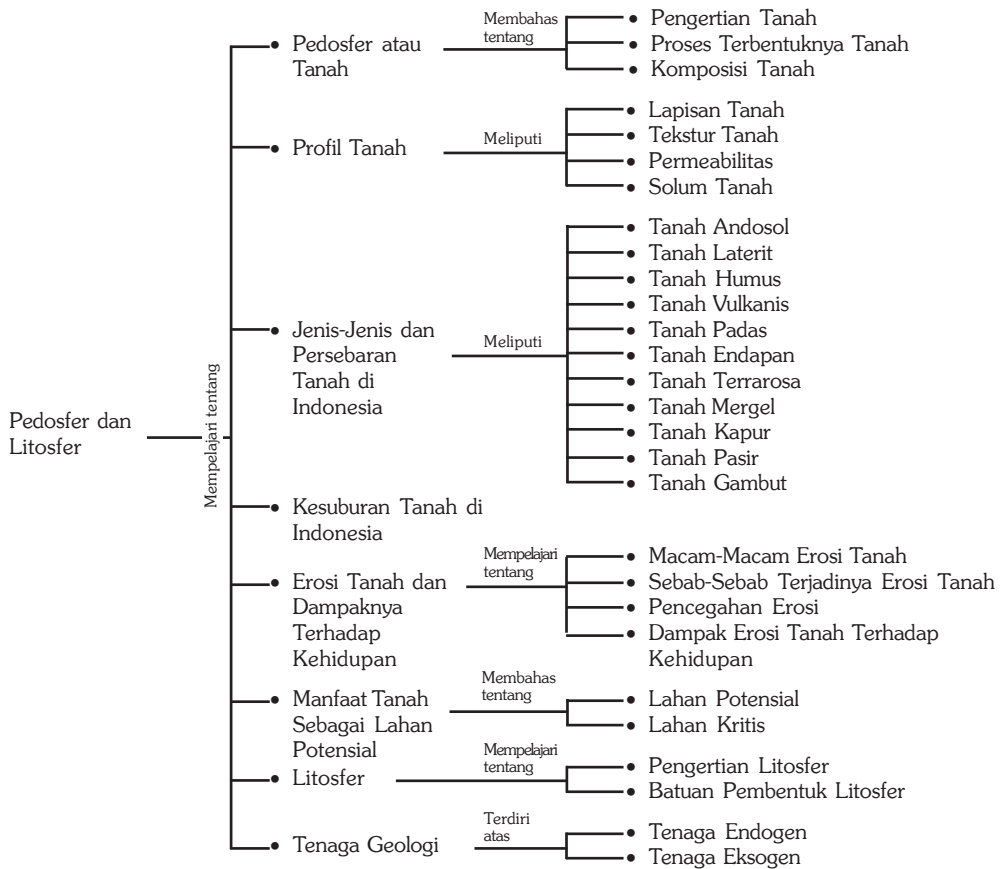 Pedosfer dan
Litosfer
Mempelajari tentang
Pedosfer atau
Tanah
Membahas
tentang
Pengertian Tanah
Proses Terbentuknya Tanah
Komposisi Tanah
Profil Tanah
Meliputi
Lapisan Tanah
Tekstur Tanah
Permeabilitas
Solum Tanah
Jenis-Jenis dan
Persebaran
Tanah di
Indonesia
Meliputi
Tanah Andosol
Tanah Laterit
Tanah Humus
Tanah Vulkanis
Tanah Padas
Tanah Endapan
Tanah Terrarosa
Tanah Mergel
Tanah Kapur
Tanah Pasir
Tanah Gambut
Kesuburan Tanah di
Indonesia
Erosi Tanah dan
Dampaknya
Terhadap
Kehidupan
Mempelajari
tentang
Macam-Macam Erosi Tanah
Sebab-Sebab Terjadinya Erosi Tanah
Pencegahan Erosi
Dampak Erosi Tanah Terhadap
Kehidupan
Manfaat Tanah
Sebagai Lahan
Potensial
Membahas
tentang
Lahan Potensial
Lahan Kritis
Litosfer
Mempelajari
tentang
Pengertian Litosfer
Batuan Pembentuk Litosfer
Tenaga Geologi
Terdiri
atas
Tenaga Endogen
Tenaga Eksogen